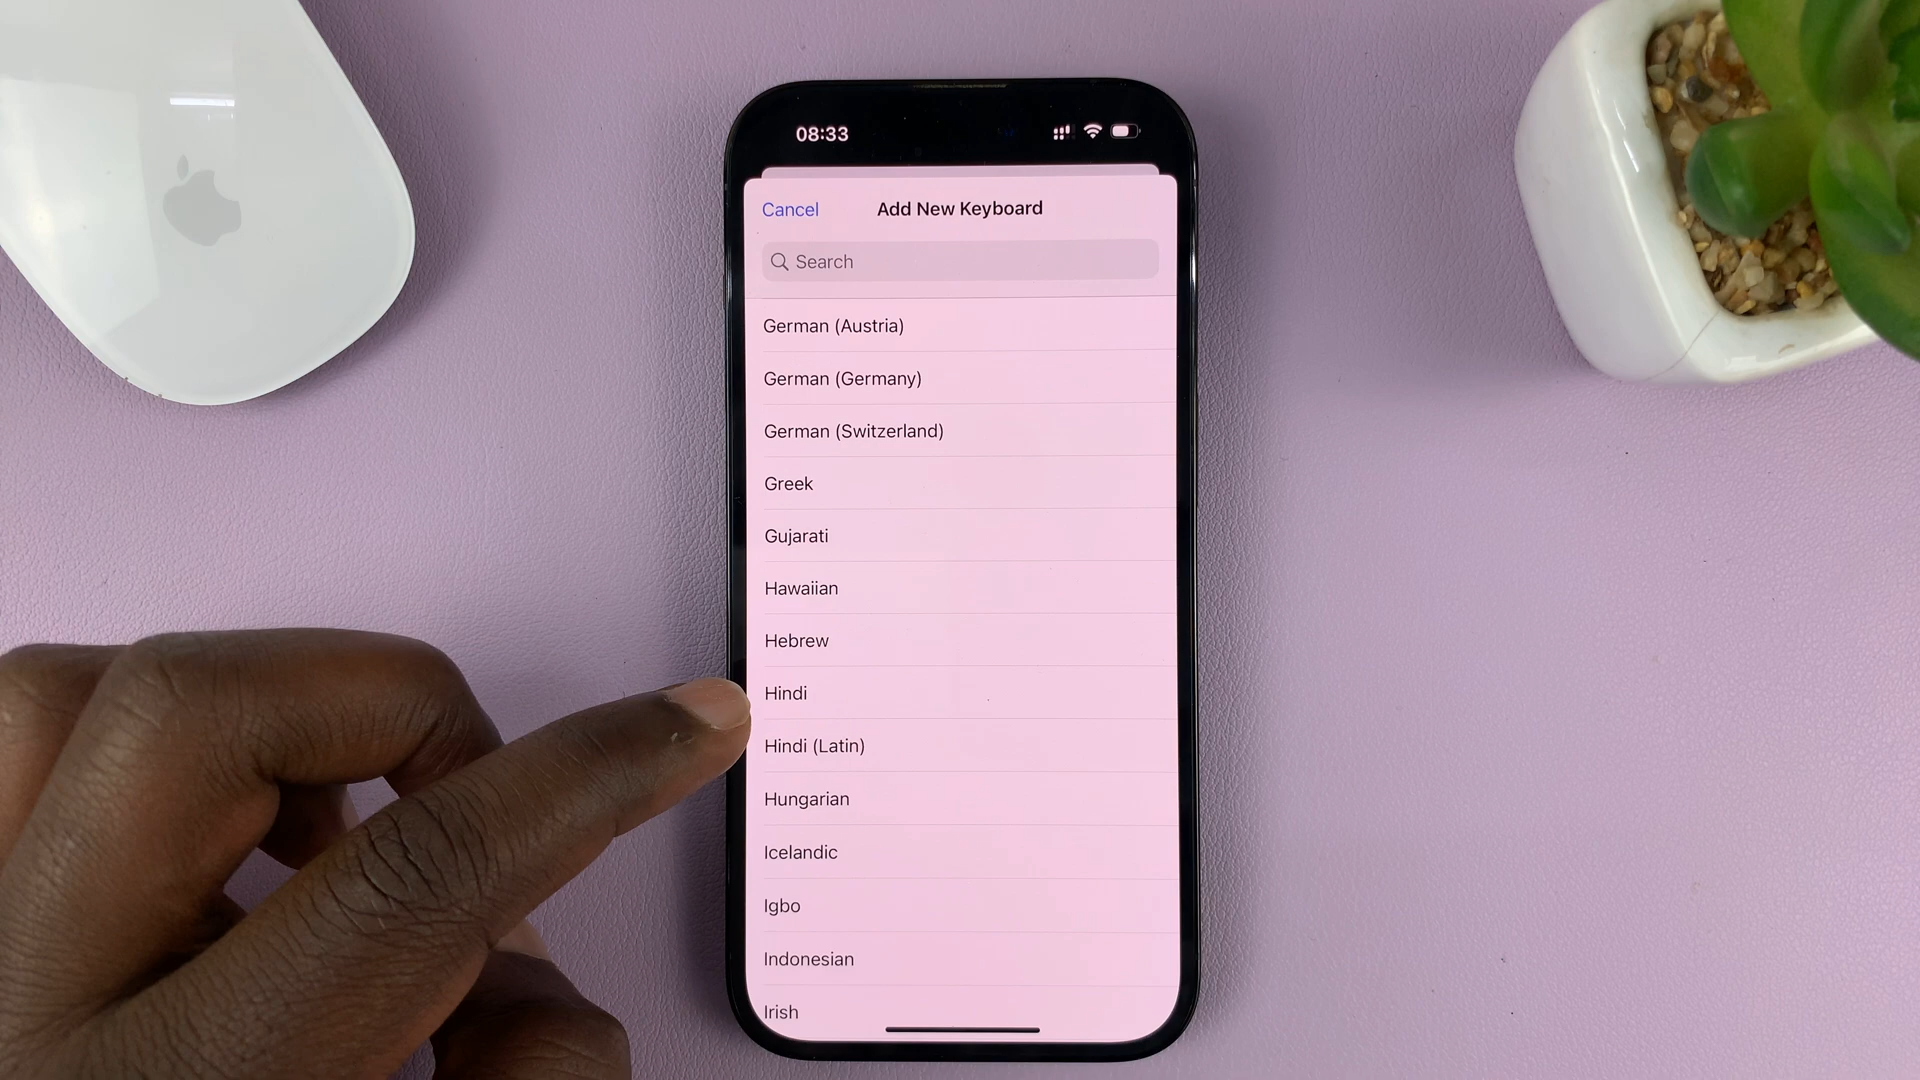 08:33
Cancel Add New Keyboard
Search
German (Austria)
German (Germany)
German (Switzerland)
Greek
Gujarati
Hawaiian
Hebrew
Hindi
Hindi (Latin)
Hungarian
Icelandic
Igbo
Indonesian
Irish